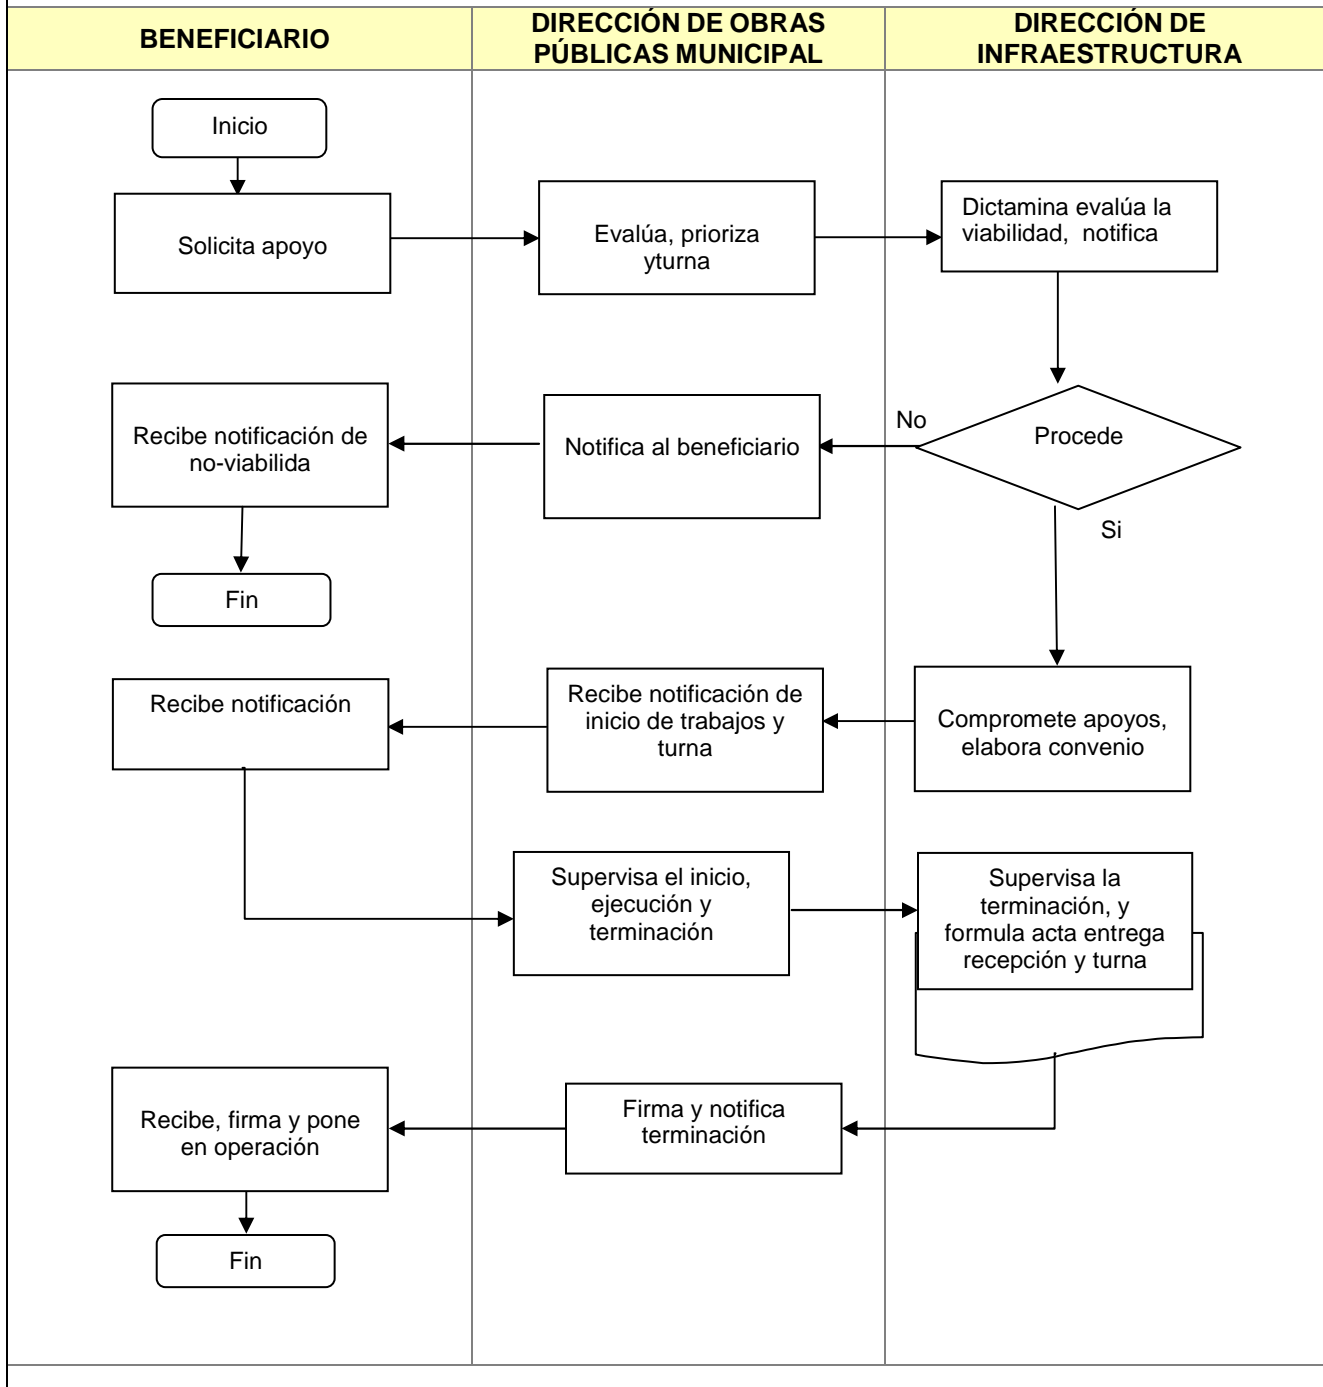 BENEFICIARIO
DIRECCIÓN DE OBRAS
PÚBLICAS MUNICIPAL
DIRECCIÓN DE
INFRAESTRUCTURA
Inicio
Solicita apoyo
Evalúa, prioriza
yturna
Dictamina evalúa la
viabilidad, notifica
Procede
No
Si
Notifica al beneficiario
Recibe notificación de
no-viabilida
Fin
Compromete apoyos,
elabora convenio
Recibe notificación de
inicio de trabajos y
turna
Recibe notificación
Supervisa el inicio,
ejecución y
terminación
Supervisa la
terminación, y
formula acta entrega
recepción y turna
Firma y notifica
terminación
Recibe, firma y pone
en operación
Fin